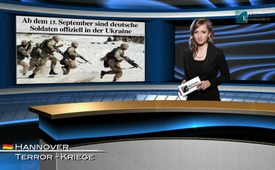 Ab dem 15. September sind deutsche
Soldaten offiziell in der Ukraine
Hannover
Terror - Kriege